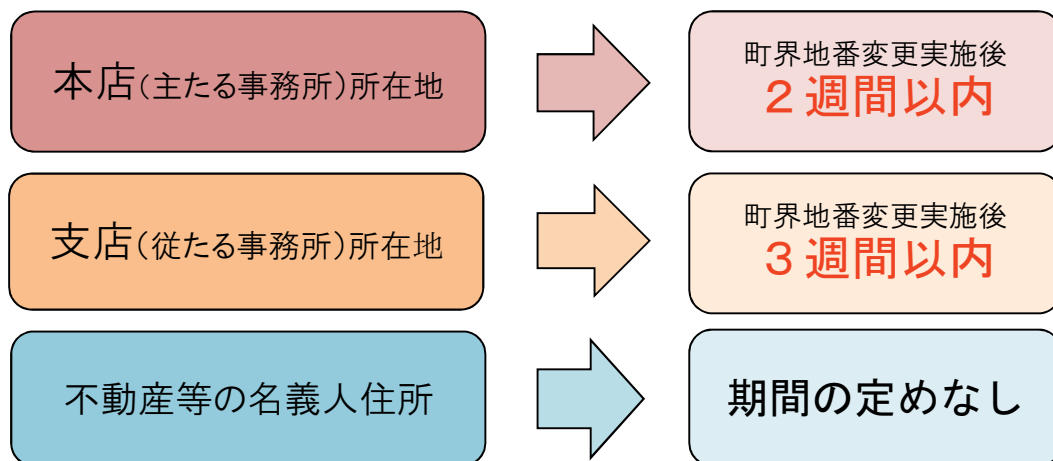 本店(主たる事務所)所在地
町界地番変更実施後
２週間以内
支店(従たる事務所)所在地
町界地番変更実施後
３週間以内
不動産等の名義人住所
期間の定めなし